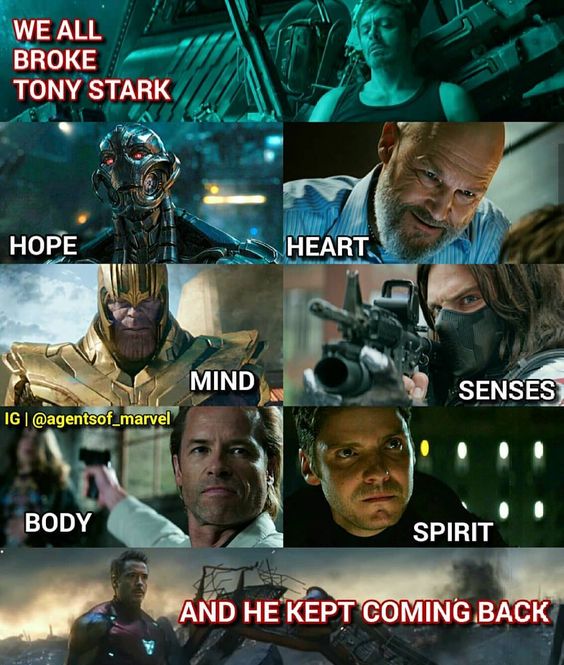 WE ALL
BROKE
TONY STARK
HOPE
HEART
MIND
SENSES
IG | @agentsof_marvel
BODY
SPIRIT
AND HE KEPT COMING BACK